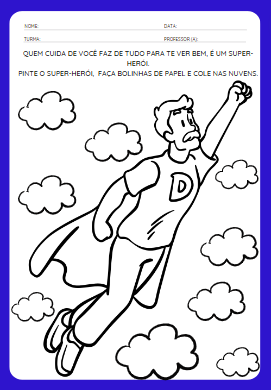 NOME: DATA:
TURMA: PROFESSOR (A):
QUEM CUIDA DE VOCÊ FAZ DE TUDO PARA TE VER BEM, É UM SUPER-
HERÓI.
PINTE O SUPER-HERÓI, FAÇA BOLINHAS DE PAPEL E COLE NAS NUVENS.
D